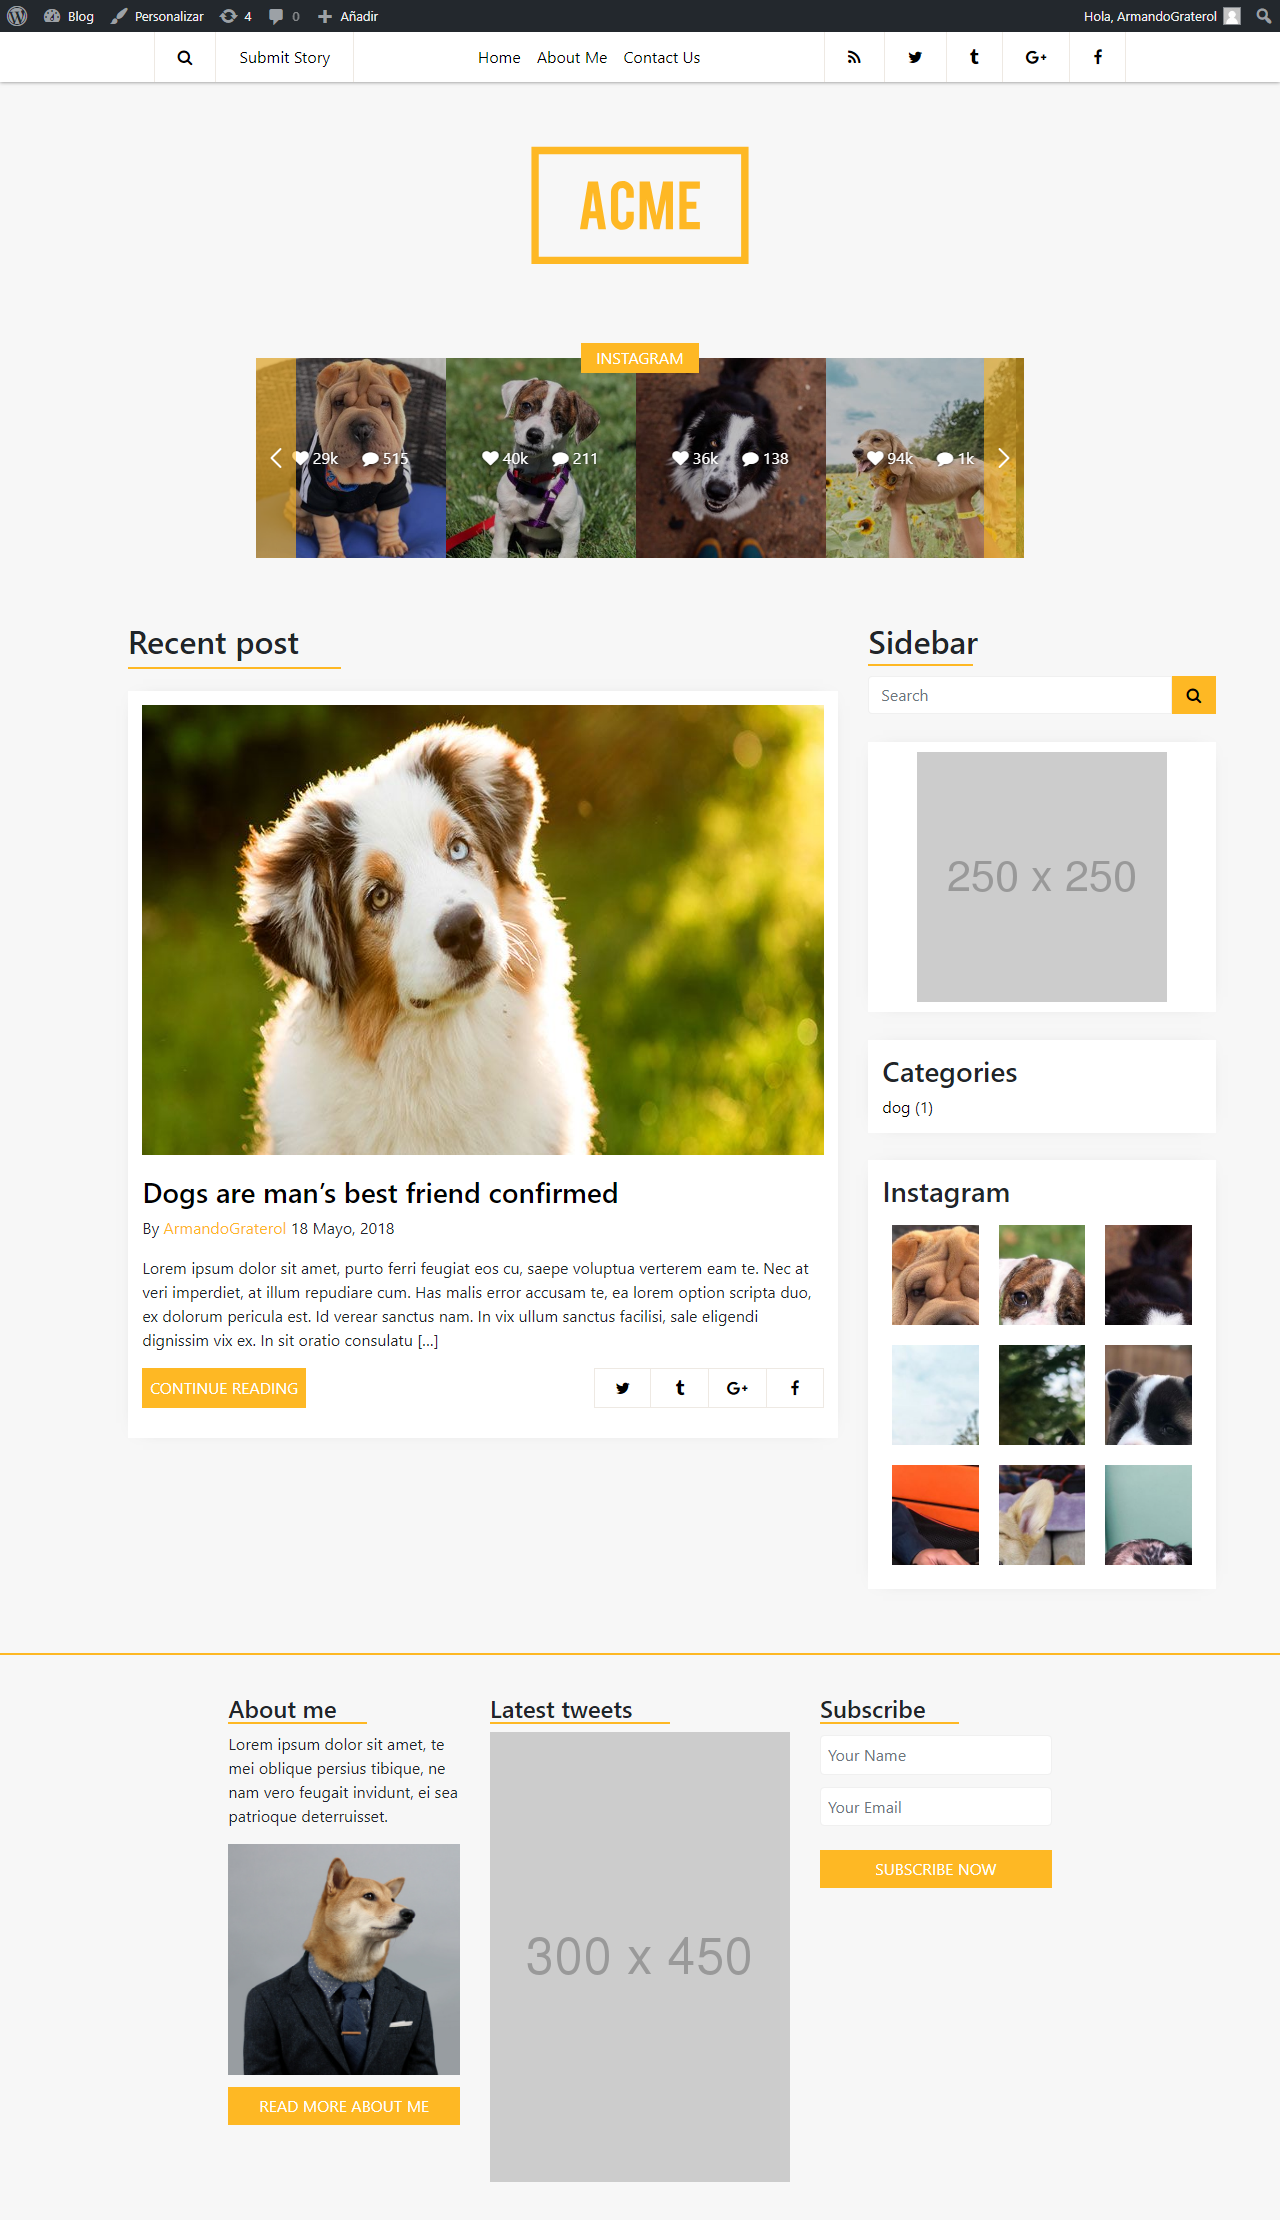 Blog Personalizar 4 0 Añadir Hola, ArmandoGraterol
Submit Story Home About Me Contact Us
ACME
INSTAGRAM
29k 515 40k 211 36k 138 94k 1k
Recent post
Dogs are man’s best friend confirmed
By ArmandoGraterol 18 Mayo, 2018
Lorem ipsum dolor sit amet, purto ferri feugiat eos cu, saepe voluptua verterem eam te. Nec at
veri imperdiet, at illum repudiare cum. Has malis error accusam te, ea lorem option scripta duo,
ex dolorum pericula est. Id verear sanctus nam. In vix ullum sanctus facilisi, sale eligendi
dignissim vix ex. In sit oratio consulatu […]
CONTINUE READING
Sidebar
Search
250 x 250
Categories
dog (1)
Instagram
About me
Lorem ipsum dolor sit amet, te
mei oblique persius tibique, ne
nam vero feugait invidunt, ei sea
patrioque deterruisset.
READ MORE ABOUT ME
Latest tweets
300 x 450
Subscribe
Your Name
Your Email
SUBSCRIBE NOW